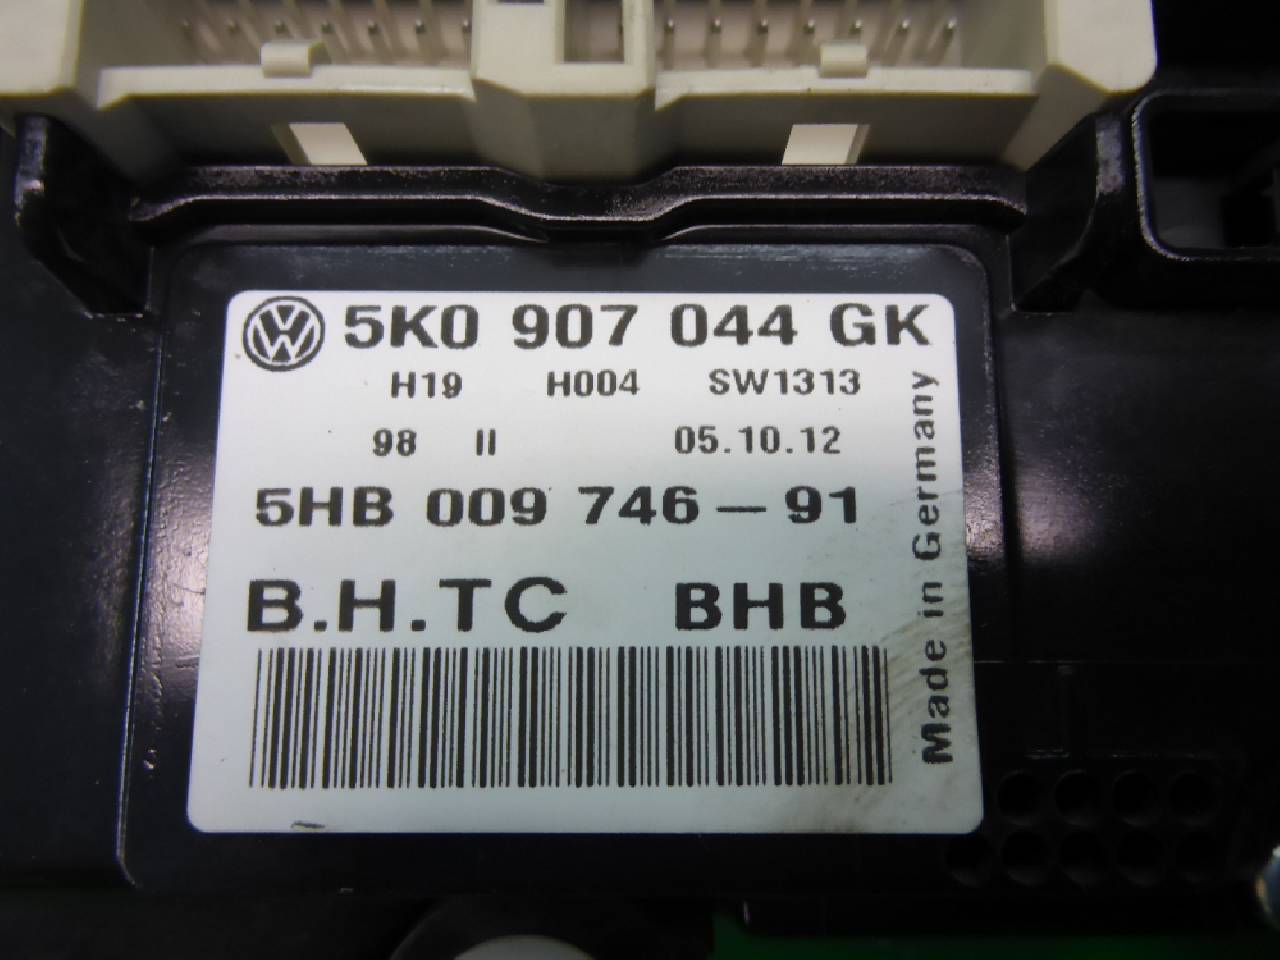 5K0 907 044 GK
H19 H004 SW1313
98 II 05.10.12
5HB 009 746-91
B.H.TC BHB
Made in Germany